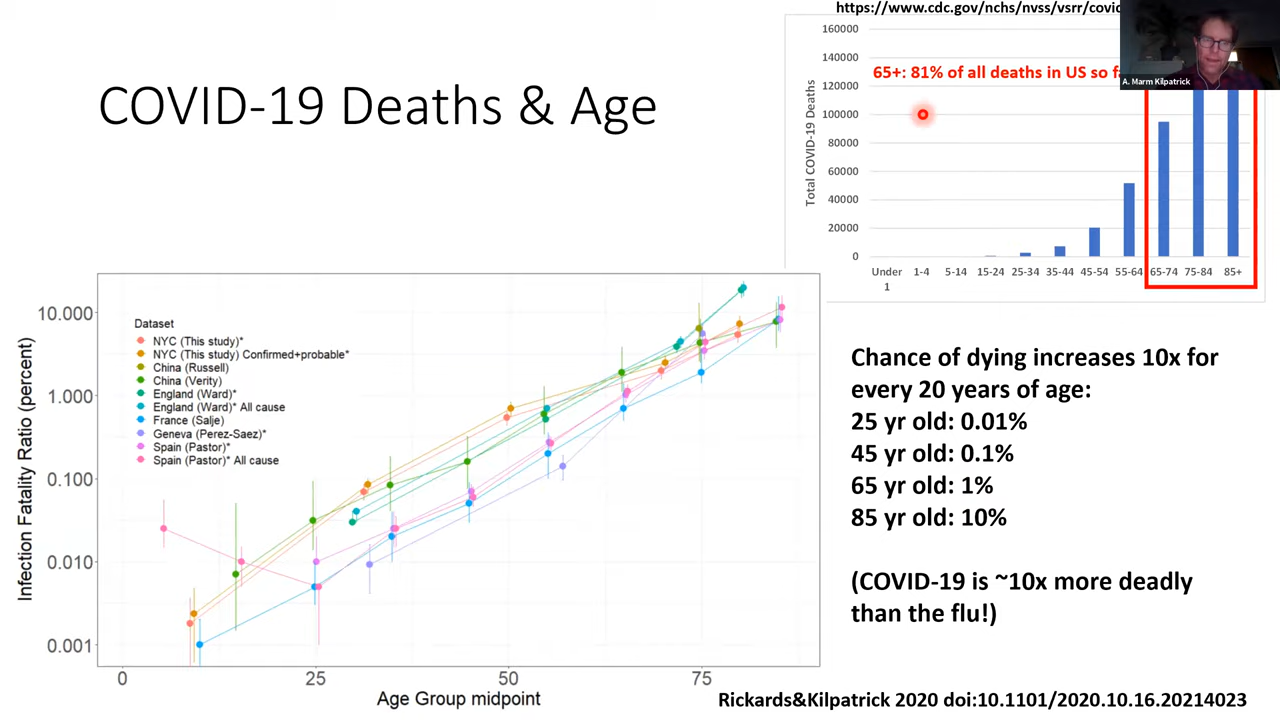 https://www.cdc.gov/nchs/nvss/vsrr/covid
A. Marm Kilpatrick
COVID-19 Deaths & Age
65+: 81% of all deaths in US so
Total COVID-19 Deaths
160000
140000
120000
100000
80000
60000
40000
20000
0
Under 1
1-4
5-14
15-24
25-34
35-44
45-54
55-64
65-74
75-84
85+
Infection Fatality Ratio (percent)
10.000
1.000
0.100
0.010
0.001
Dataset
NYC (This study)*
NYC (This study) Confirmed+probable*
China (Russell)
China (Verity)
England (Ward)*
England (Ward)* All cause
France (Salje)
Geneva (Perez-Saez)*
Spain (Pastor)*
Spain (Pastor)* All cause
0
25
50
75
Age Group midpoint
Chance of dying increases 10x for
every 20 years of age:
25 yr old: 0.01%
45 yr old: 0.1%
65 yr old: 1%
85 yr old: 10%
(COVID-19 is ~10x more deadly
than the flu!)
Rickards&Kilpatrick 2020 doi:10.1101/2020.10.16.20214023